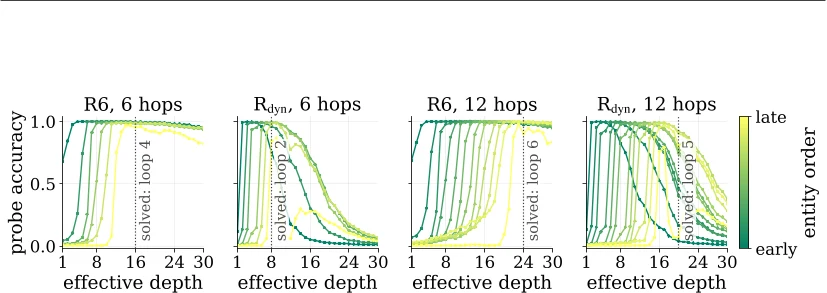 R6, 6 hops
R_dyn, 6 hops
R6, 12 hops
R_dyn, 12 hops
probe accuracy
1.0
0.5
0.0
solved: loop 4
solved: loop 2
solved: loop 6
solved: loop 5
1 8 16 24 30
1 8 16 24 30
1 8 16 24 30
1 8 16 24 30
effective depth
effective depth
effective depth
effective depth
late
early
entity order